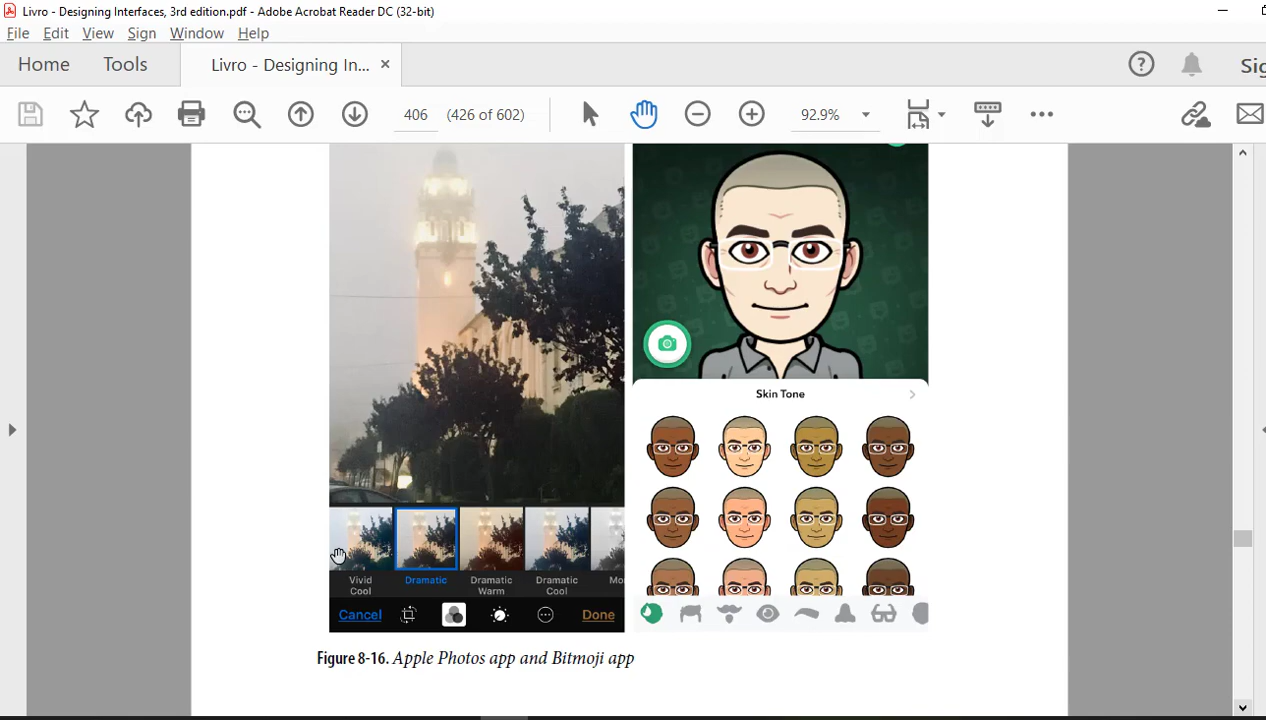 Livro - Designing Interfaces, 3rd edition.pdf - Adobe Acrobat Reader DC (32-bit)
File Edit View Sign Window Help
Home Tools Livro - Designing In... ×
406 (426 of 602) 92.9%
Skin Tone
Vivid Cool
Dramatic
Dramatic Warm
Dramatic Cool
Cancel Done
Figure 8-16. Apple Photos app and Bitmoji app